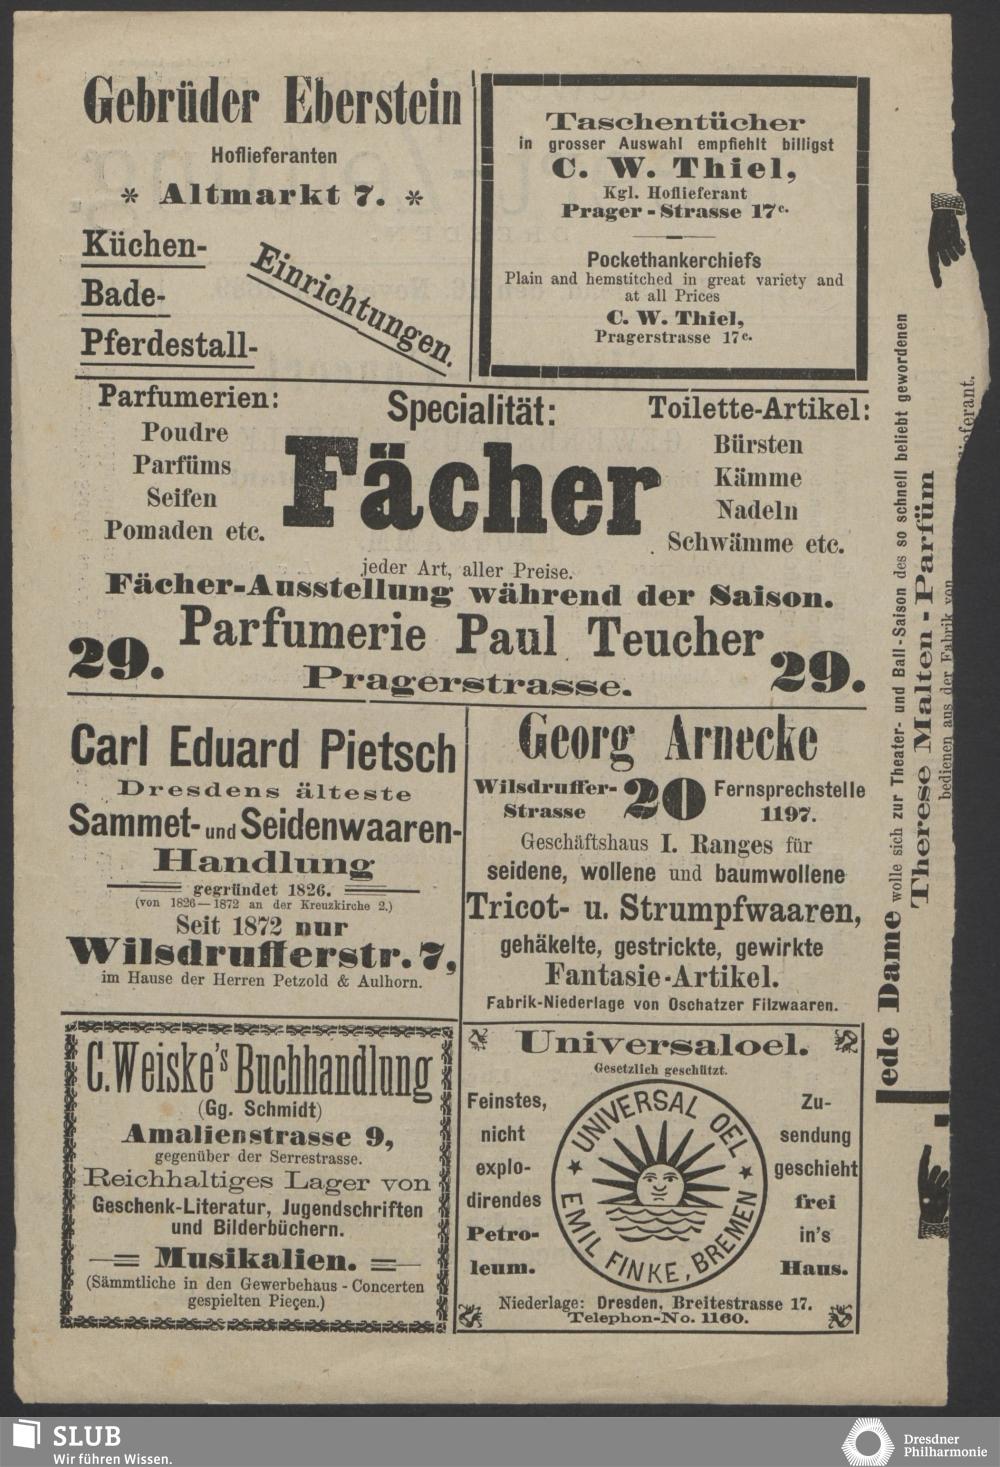 Gebrüder Eberstein
Hoflieferanten
* Altmarkt 7. *
Küchen-
Bade-
Pferdestall-
Einrichtungen.
Taschentücher
in grosser Auswahl empfiehlt billigst
C. W. Thiel,
Kgl. Hoflieferant
Prager-Strasse 17c.
Pockethankerchiefs
Plain and hemstitched in great variety and
at all Prices
C. W. Thiel,
Pragerstrasse 17c.
Parfumerien:
Poudre
Parfüms
Seifen
Pomaden etc.
Specialität:
Fächer
Toilette-Artikel:
Bürsten
Kämme
Nadeln
Schwämme etc.
jeder Art, aller Preise.
Fächer-Ausstellung während der Saison.
29. Parfumerie Paul Teucher 29.
Pragerstrasse.
Carl Eduard Pietsch
Dresdens älteste
Sammet- und Seidenwaaren-
Handlung
gegründet 1826.
(von 1826—1872 an der Kreuzkirche 2.)
Seit 1872 nur
Wilsdrufferstr. 7,
im Hause der Herren Petzold & Aulhorn.
Georg Arnecke
Wilsdruffer-
Strasse
20
Fernsprechstelle
1197.
Geschäftshaus I. Ranges für
seidene, wollene und baumwollene
Tricot- u. Strumpfwaaren,
gehäkelte, gestrickte, gewirkte
Fantasie-Artikel.
Fabrik-Niederlage von Oschatzer Filzwaaren.
C. Weiske's Buchhandlung
(Gg. Schmidt)
Amalienstrasse 9,
gegenüber der Serrestrasse.
Reichhaltiges Lager von
Geschenk-Literatur, Jugendschriften
und Bilderbüchern.
Musikalien.
(Sämmtliche in den Gewerbehaus-Concerten
gespielten Pieçen.)
Universaloel.
Gesetzlich geschützt.
Feinstes,
nicht
explo-
direndes
Petro-
leum.
UNIVERSAL OEL
EMIL FINKE, BREMEN
Zu-
sendung
geschieht
frei
in's
Haus.
Niederlage: Dresden, Breitestrasse 17.
Telephon-No. 1160.
ede Dame wolle sich zur Theater- und Ball-Saison des so schnell beliebt gewordenen
Therese Malten-Parfüm
bedienen aus der Fabrik von
lieferant.
SLUB
Wir führen Wissen.
Dresdner
Philharmonie